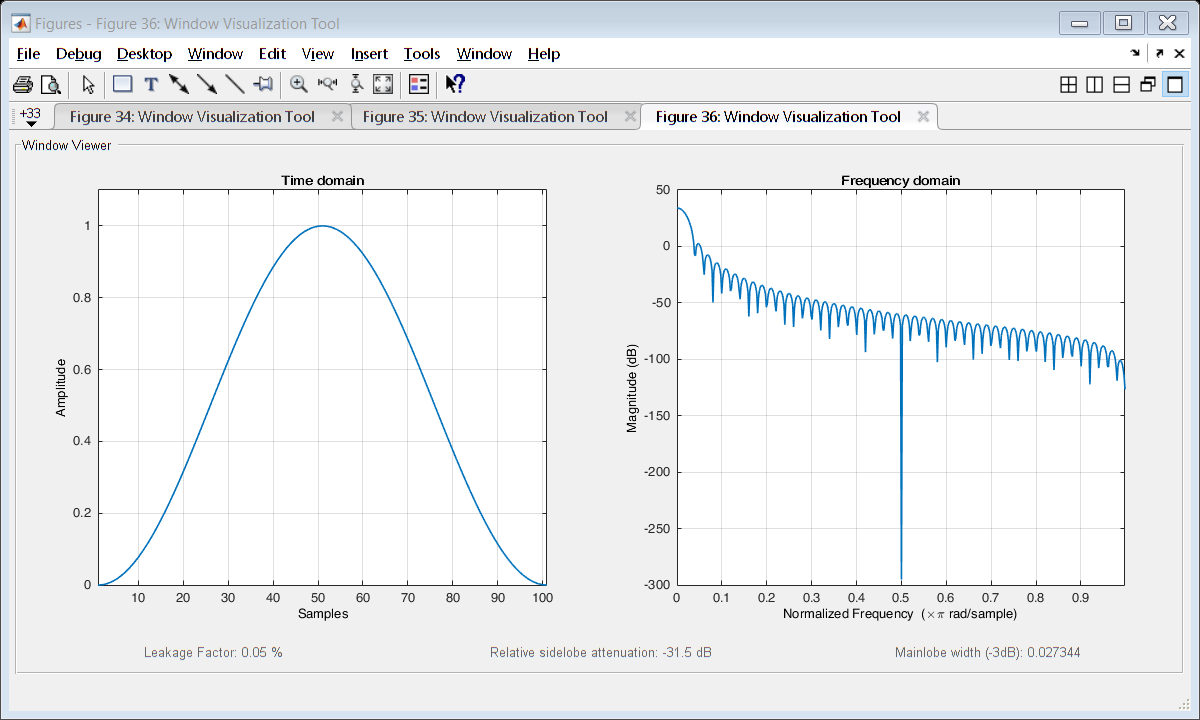 Figures - Figure 36: Window Visualization Tool
File Debug Desktop Window Edit View Insert Tools Window Help
T
+33
Figure 34: Window Visualization Tool Figure 35: Window Visualization Tool Figure 36: Window Visualization Tool
Window Viewer
Time domain
1
0.8
0.6
0.4
0.2
0
Amplitude
10 20 30 40 50 60 70 80 90 100
Samples
Frequency domain
50
0
-50
-100
-150
-200
-250
-300
Magnitude (dB)
0 0.1 0.2 0.3 0.4 0.5 0.6 0.7 0.8 0.9
Normalized Frequency (×π rad/sample)
Leakage Factor: 0.05 %
Relative sidelobe attenuation: -31.5 dB
Mainlobe width (-3dB): 0.027344